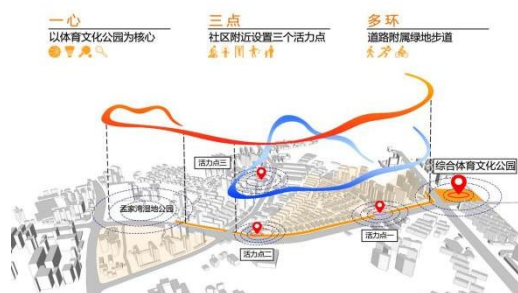 一心
以体育文化公园为核心
三点
社区附近设置三个活力点
多环
道路附属绿地步道
活力点三
综合体育文化公园
孟家湾湿地公园
活力点一
活力点二